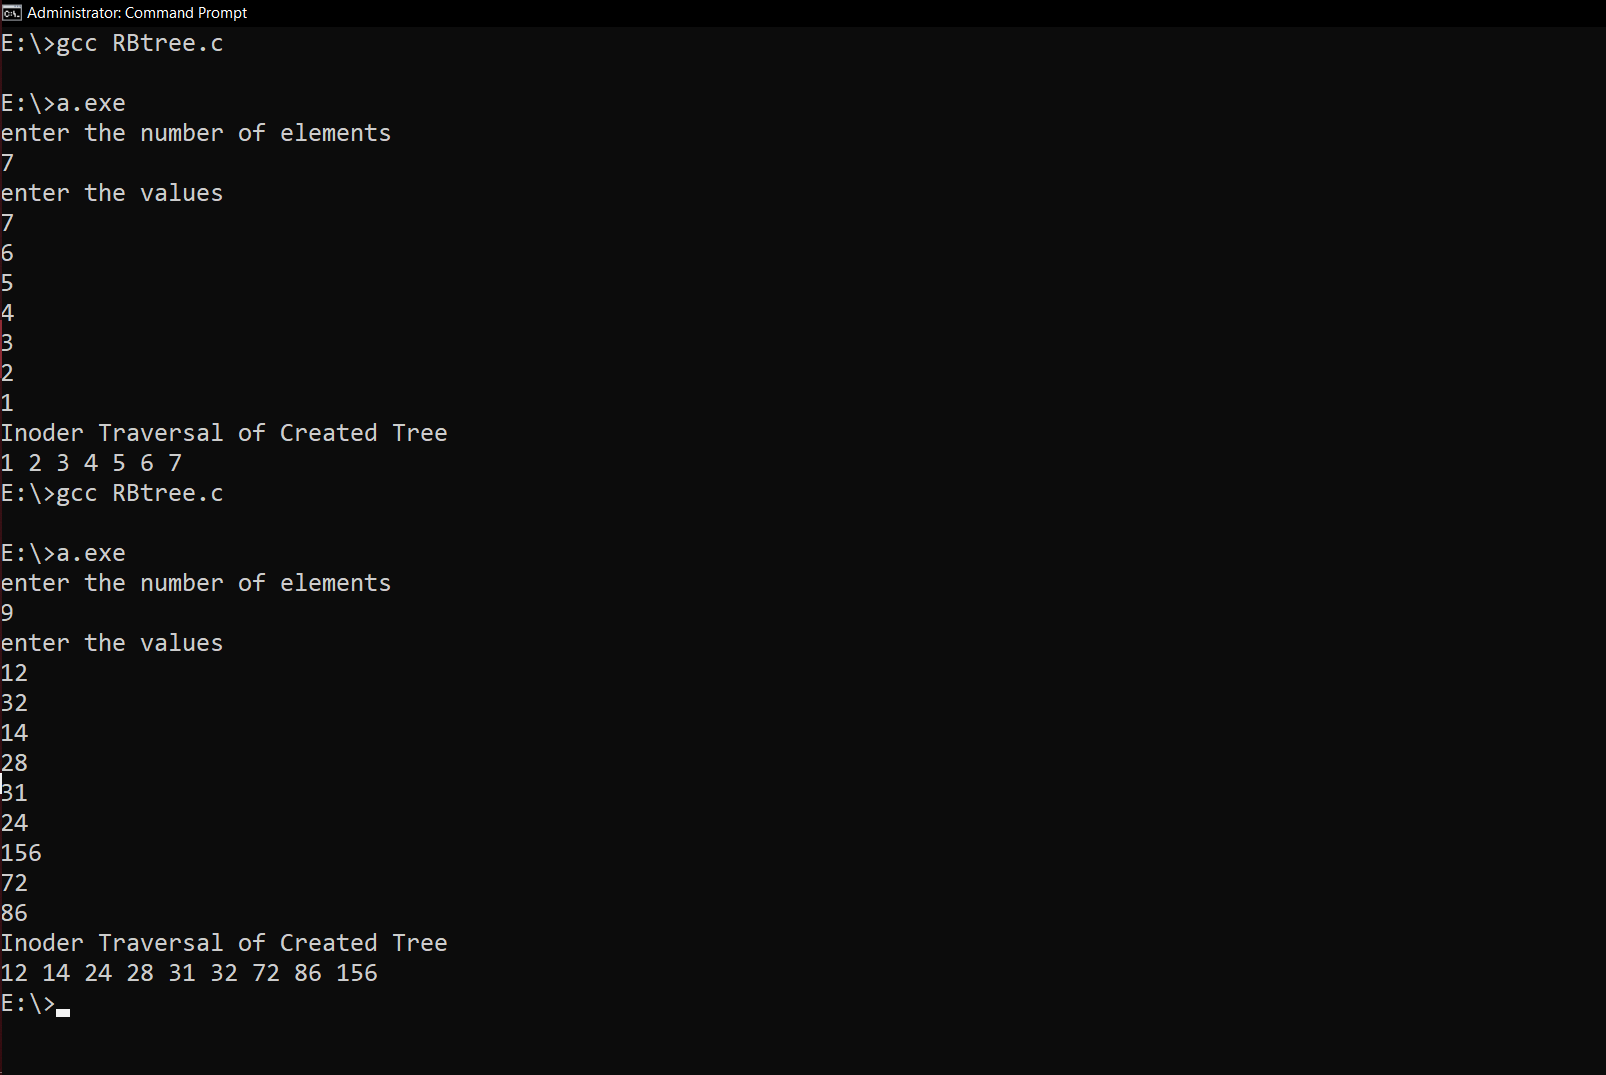 Administrator: Command Prompt
E:\>gcc RBtree.c
E:\>a.exe
enter the number of elements
7
enter the values
7
6
5
4
3
2
1
Inoder Traversal of Created Tree
1 2 3 4 5 6 7
E:\>gcc RBtree.c
E:\>a.exe
enter the number of elements
9
enter the values
12
32
14
28
31
24
156
72
86
Inoder Traversal of Created Tree
12 14 24 28 31 32 72 86 156
E:\>